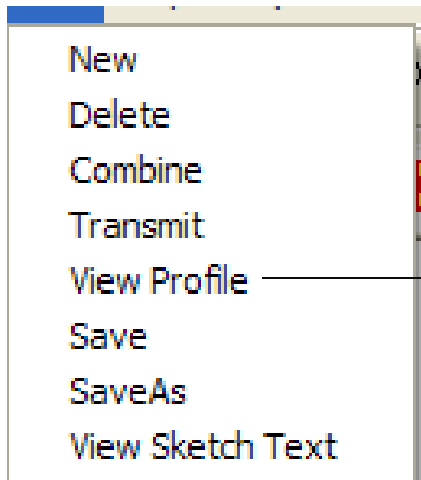 New
Delete
Combine
Transmit
View Profile
Save
SaveAs
View Sketch Text